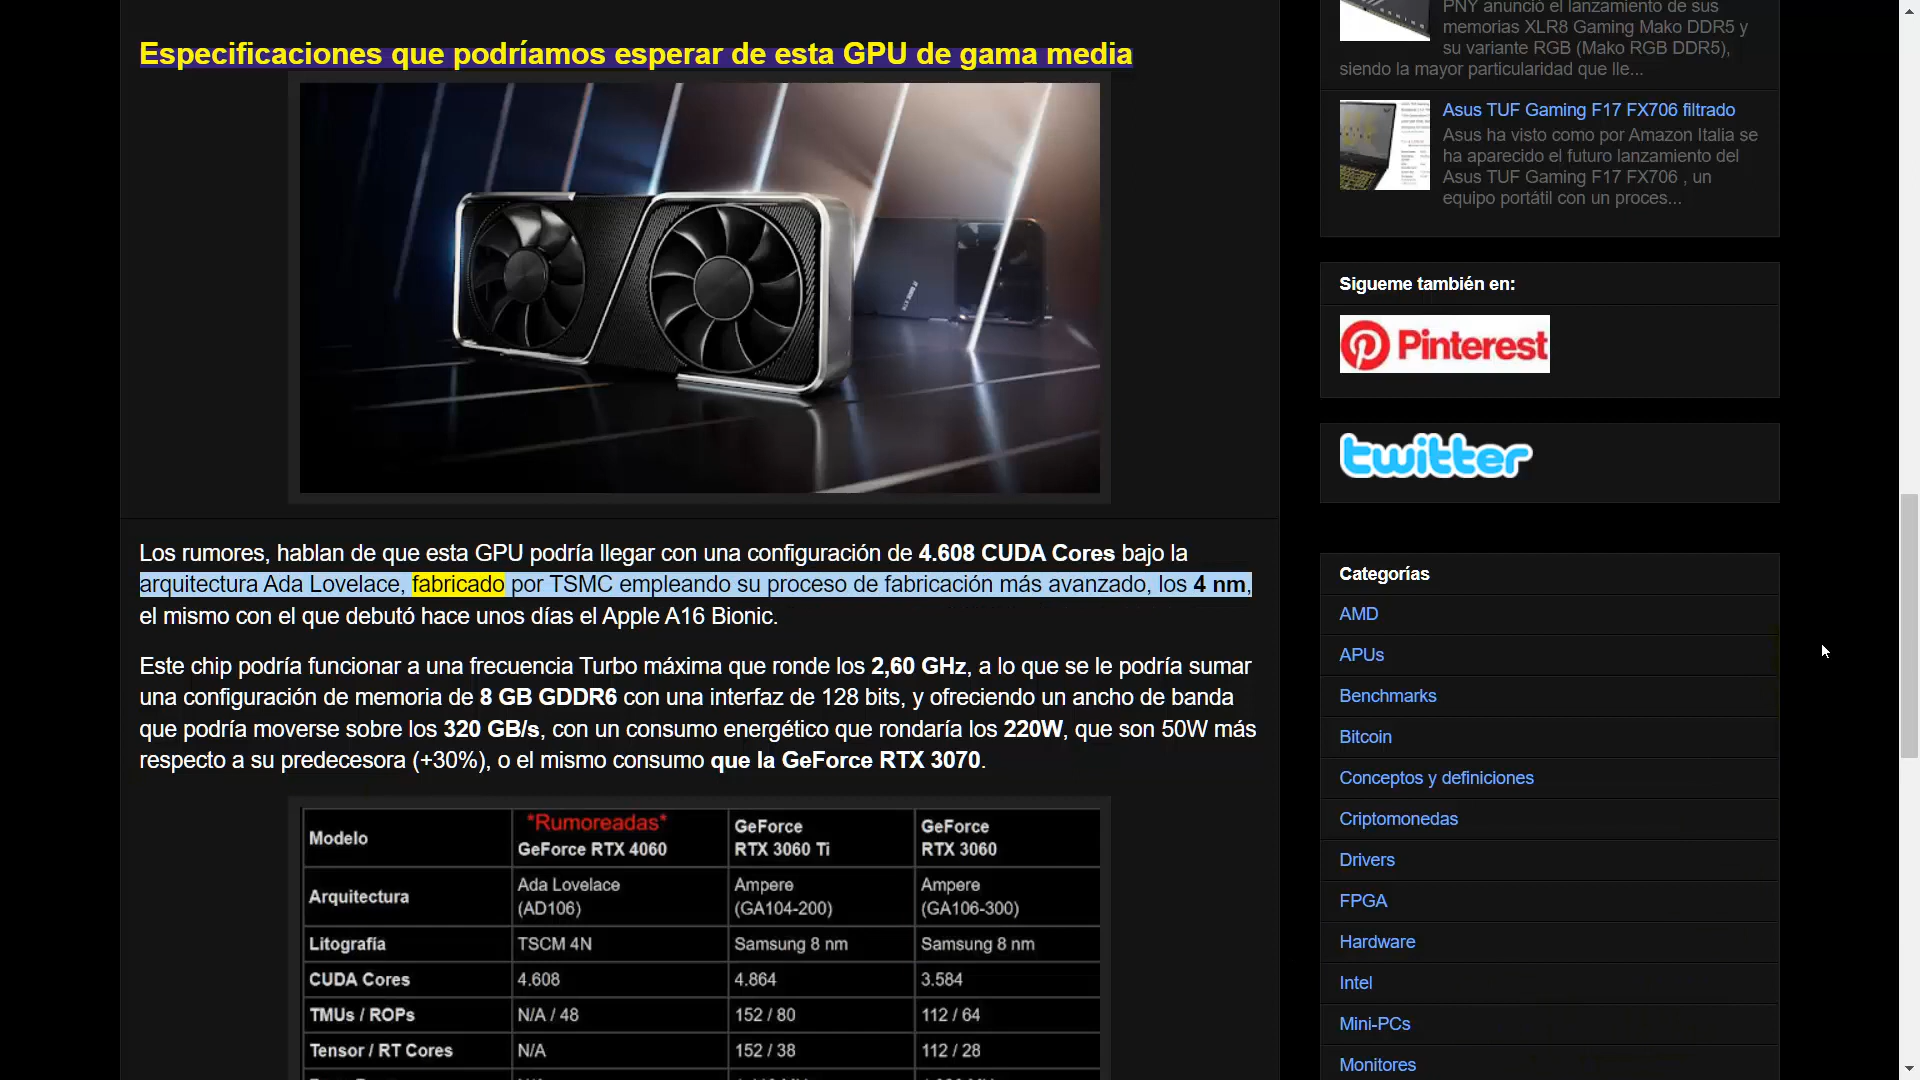 Especificaciones que podríamos esperar de esta GPU de gama media
Los rumores, hablan de que esta GPU podría llegar con una configuración de 4.608 CUDA Cores bajo la
arquitectura Ada Lovelace, fabricado por TSMC empleando su proceso de fabricación más avanzado, los 4 nm,
el mismo con el que debutó hace unos días el Apple A16 Bionic.
Este chip podría funcionar a una frecuencia Turbo máxima que ronde los 2,60 GHz, a lo que se le podría sumar
una configuración de memoria de 8 GB GDDR6 con una interfaz de 128 bits, y ofreciendo un ancho de banda
que podría moverse sobre los 320 GB/s, con un consumo energético que rondaría los 220W, que son 50W más
respecto a su predecesora (+30%), o el mismo consumo que la GeForce RTX 3070.
Modelo
*Rumoreadas*
GeForce RTX 4060
GeForce
RTX 3060 Ti
GeForce
RTX 3060
Arquitectura
Ada Lovelace
(AD106)
Ampere
(GA104-200)
Ampere
(GA106-300)
Litografía
TSCM 4N
Samsung 8 nm
Samsung 8 nm
CUDA Cores
4.608
4.864
3.584
TMUs / ROPs
N/A / 48
152 / 80
112 / 64
Tensor / RT Cores
N/A
152 / 38
112 / 28
PNY anunció el lanzamiento de sus
memorias XLR8 Gaming Mako DDR5 y
su variante RGB (Mako RGB DDR5),
siendo la mayor particularidad que lle...
Asus TUF Gaming F17 FX706 filtrado
Asus ha visto como por Amazon Italia se
ha aparecido el futuro lanzamiento del
Asus TUF Gaming F17 FX706 , un
equipo portátil con un proces...
Sigueme también en:
Pinterest
twitter
Categorías
AMD
APUs
Benchmarks
Bitcoin
Conceptos y definiciones
Criptomonedas
Drivers
FPGA
Hardware
Intel
Mini-PCs
Monitores